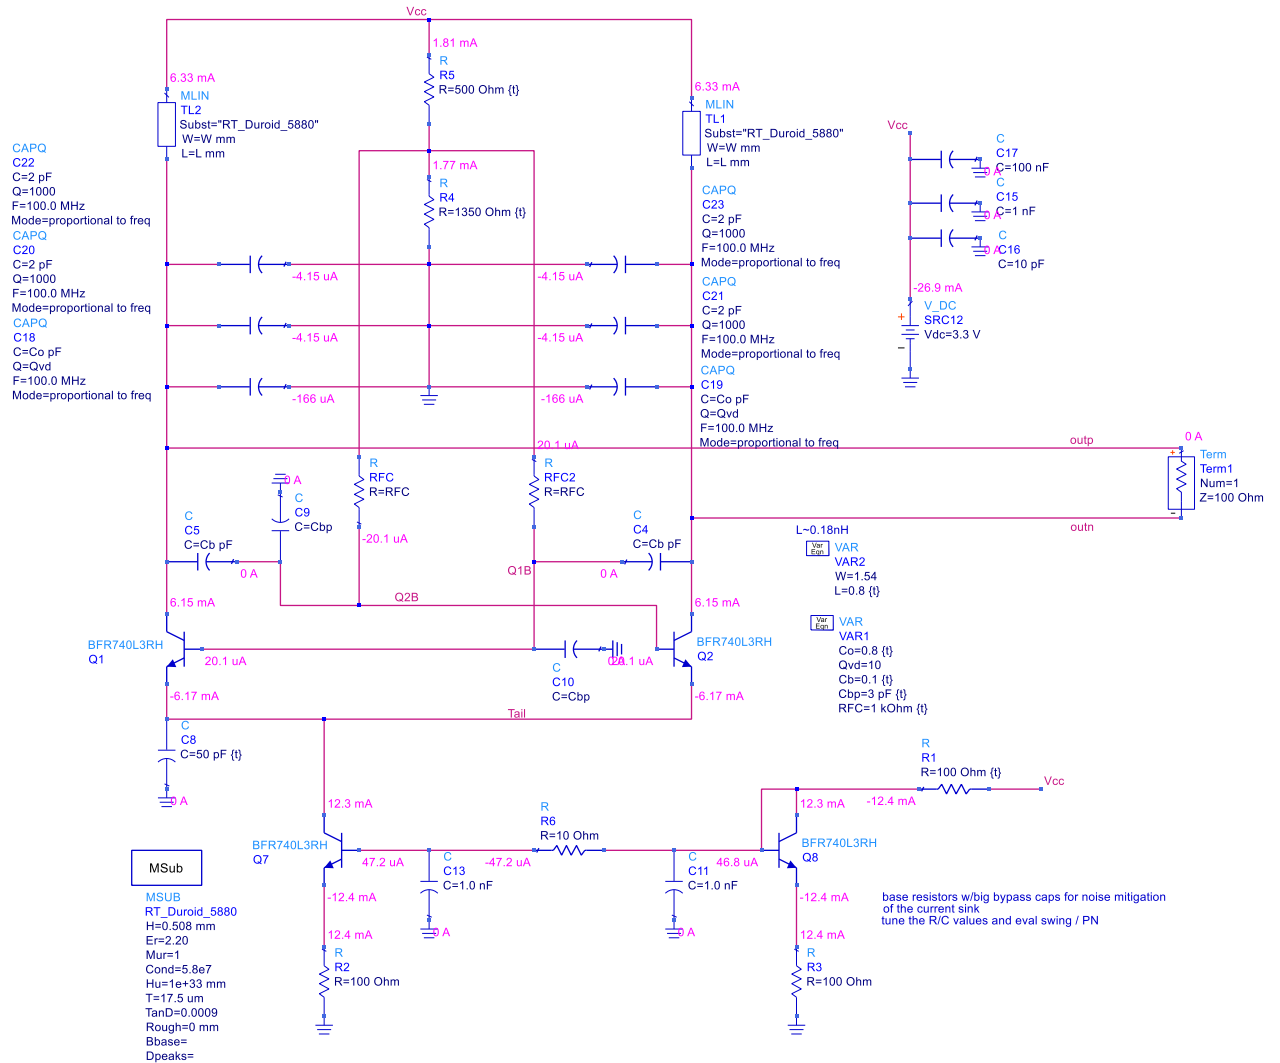 Vcc
1.81 mA
R
R5
R=500 Ohm {t}
6.33 mA
MLIN
TL2
Subst="RT_Duroid_5880"
W=W mm
L=L mm
6.33 mA
MLIN
TL1
Subst="RT_Duroid_5880"
W=W mm
L=L mm
CAPQ
C22
C=2 pF
Q=1000
F=100.0 MHz
Mode=proportional to freq
CAPQ
C20
C=2 pF
Q=1000
F=100.0 MHz
Mode=proportional to freq
CAPQ
C18
C=Co pF
Q=Qvd
F=100.0 MHz
Mode=proportional to freq
1.77 mA
R
R4
R=1350 Ohm {t}
CAPQ
C23
C=2 pF
Q=1000
F=100.0 MHz
Mode=proportional to freq
CAPQ
C21
C=2 pF
Q=1000
F=100.0 MHz
Mode=proportional to freq
CAPQ
C19
C=Co pF
Q=Qvd
F=100.0 MHz
Mode=proportional to freq
-4.15 uA
-4.15 uA
-4.15 uA
-4.15 uA
-166 uA
-166 uA
Vcc
C
C17
C=100 nF
0 A
C
C15
C=1 nF
0 A
C
C16
C=10 pF
0 A
-26.9 mA
V_DC
SRC12
Vdc=3.3 V
+
−
outp
0 A
+
Term
Term1
Num=1
Z=100 Ohm
-
outn
20.1 uA
R
RFC
R=RFC
-20.1 uA
R
RFC2
R=RFC
0 A
C
C9
C=Cbp
C
C5
C=Cb pF
0 A
C
C4
C=Cb pF
0 A
Q1B
Q2B
6.15 mA
6.15 mA
BFR740L3RH
Q1
20.1 uA
-6.17 mA
C
C10
C=Cbp
0 A
20.1 uA
BFR740L3RH
Q2
-6.17 mA
Tail
C
C8
C=50 pF {t}
0 A
L~0.18nH
Var
Eqn
VAR
VAR2
W=1.54
L=0.8 {t}
Var
Eqn
VAR
VAR1
Co=0.8 {t}
Qvd=10
Cb=0.1 {t}
Cbp=3 pF {t}
RFC=1 kOhm {t}
R
R1
R=100 Ohm {t}
-12.4 mA
Vcc
12.3 mA
BFR740L3RH
Q7
47.2 uA
-12.4 mA
12.4 mA
R
R2
R=100 Ohm
C
C13
C=1.0 nF
0 A
-47.2 uA
R
R6
R=10 Ohm
C
C11
C=1.0 nF
0 A
46.8 uA
12.3 mA
BFR740L3RH
Q8
-12.4 mA
12.4 mA
R
R3
R=100 Ohm
base resistors w/big bypass caps for noise mitigation
of the current sink
tune the R/C values and eval swing / PN
MSub
MSUB
RT_Duroid_5880
H=0.508 mm
Er=2.20
Mur=1
Cond=5.8e7
Hu=1e+33 mm
T=17.5 um
TanD=0.0009
Rough=0 mm
Bbase=
Dpeaks=